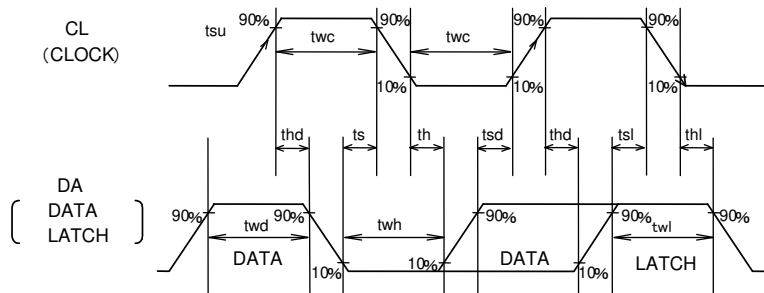 90% 90% 90% 90%
CL tsu twc twc
(CLOCK)
10% 10% 10%
thd ts th tsd thd tsl thl
DA
DATA 90% 90% 90% 90% 90%
LATCH twd twh twl
10% 10% 10%
DATA DATA LATCH